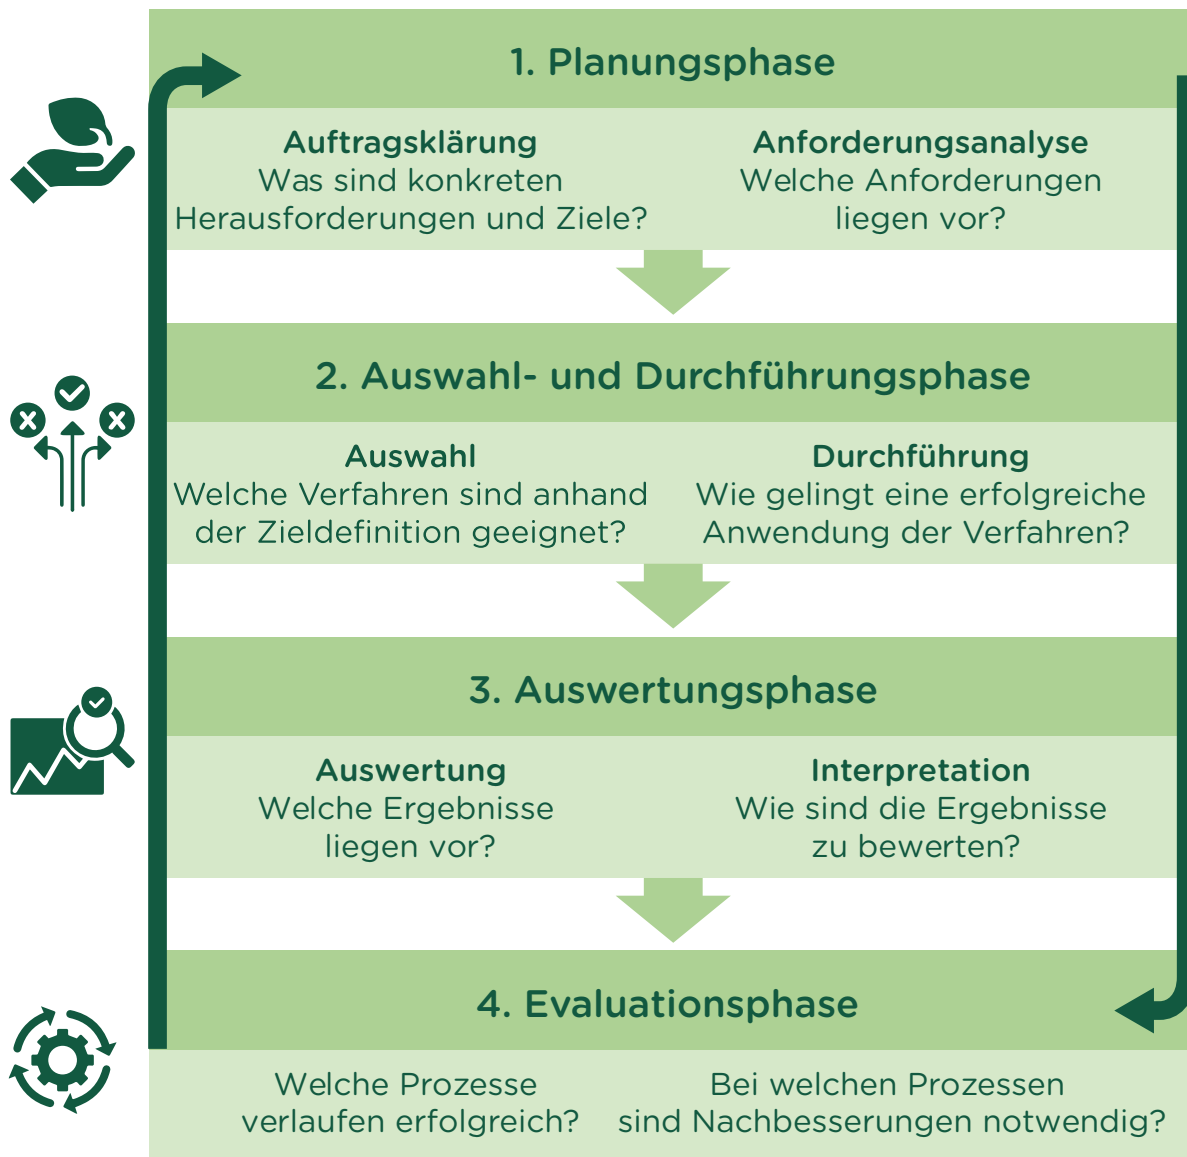 1. Planungsphase
Auftragsklärung
Was sind konkreten
Herausforderungen und Ziele?
Anforderungsanalyse
Welche Anforderungen
liegen vor?
2. Auswahl- und Durchführungsphase
Auswahl
Welche Verfahren sind anhand
der Zieldefinition geeignet?
Durchführung
Wie gelingt eine erfolgreiche
Anwendung der Verfahren?
3. Auswertungsphase
Auswertung
Welche Ergebnisse
liegen vor?
Interpretation
Wie sind die Ergebnisse
zu bewerten?
4. Evaluationsphase
Welche Prozesse
verlaufen erfolgreich?
Bei welchen Prozessen
sind Nachbesserungen notwendig?